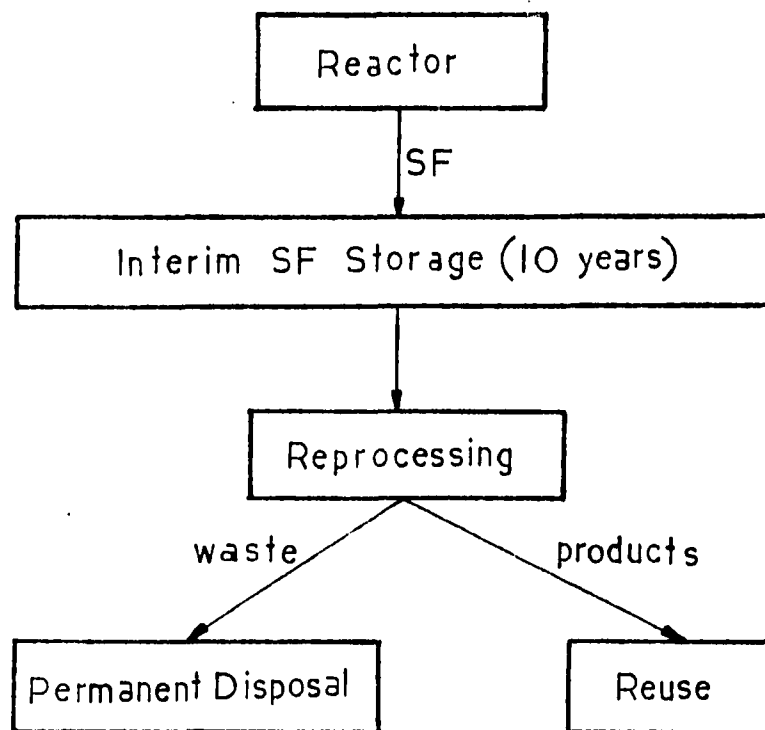 Reactor
SF
Interim SF Storage (10 years)
Reprocessing
waste
products
Permanent Disposal
Reuse